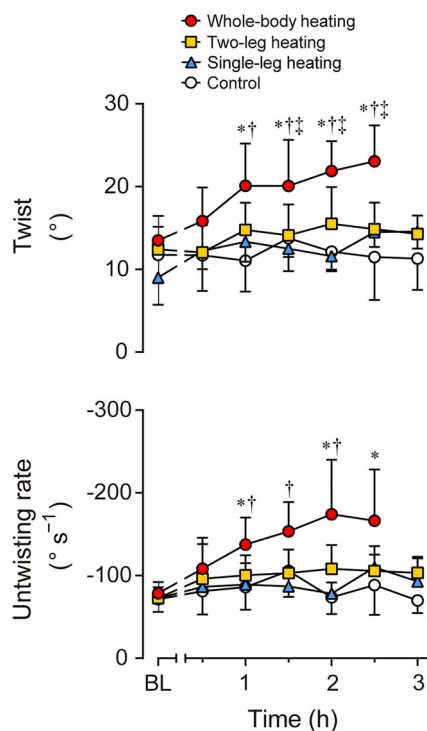 Whole-body heating
Two-leg heating
Single-leg heating
Control
30
*† *†‡ *†‡ *†‡
20
10
0
Twist
(°)
-300
*†
† *
*†
-200
-100
0
Untwisting rate
(° s⁻¹)
BL 1 2 3
Time (h)